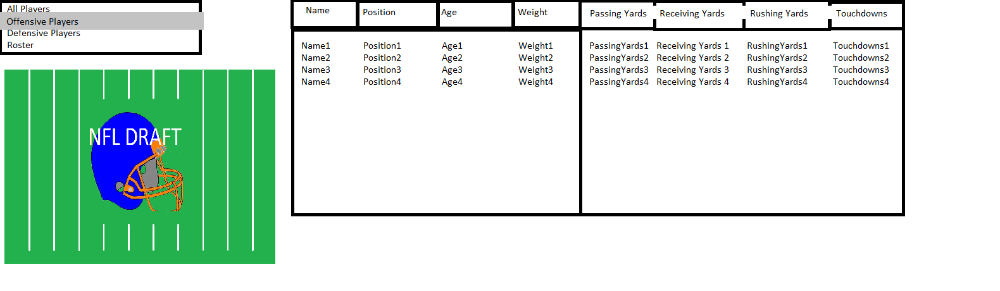 All Players
Offensive Players
Defensive Players
Roster
NFL DRAFT
Name Position Age Weight Passing Yards Receiving Yards Rushing Yards Touchdowns
Name1 Position1 Age1 Weight1 PassingYards1 Receiving Yards 1 RushingYards1 Touchdowns1
Name2 Position2 Age2 Weight2 PassingYards2 Receiving Yards 2 RushingYards2 Touchdowns2
Name3 Position3 Age3 Weight3 PassingYards3 Receiving Yards 3 RushingYards3 Touchdowns3
Name4 Position4 Age4 Weight4 PassingYards4 Receiving Yards 4 RushingYards4 Touchdowns4